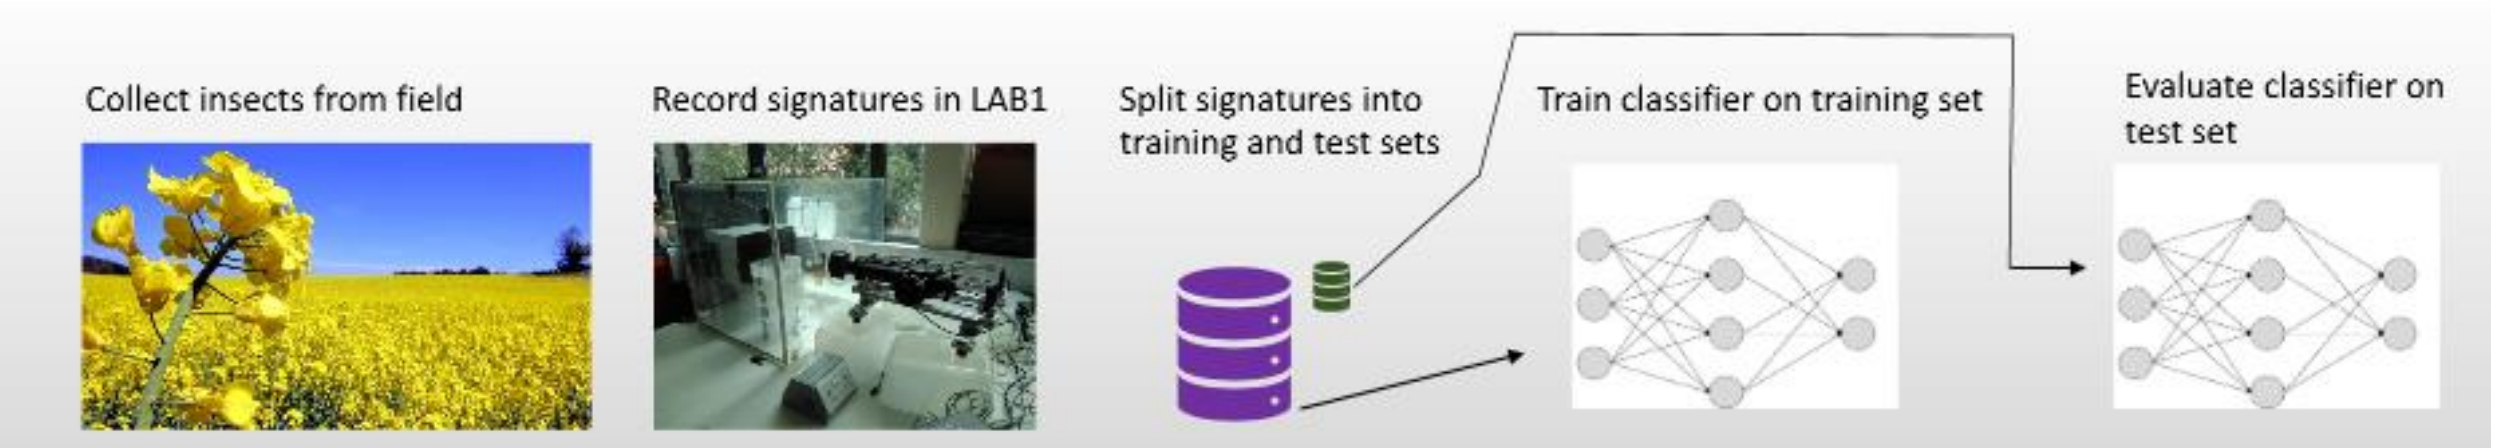 Collect insects from field
Record signatures in LAB1
Split signatures into
training and test sets
Train classifier on training set
Evaluate classifier on
test set